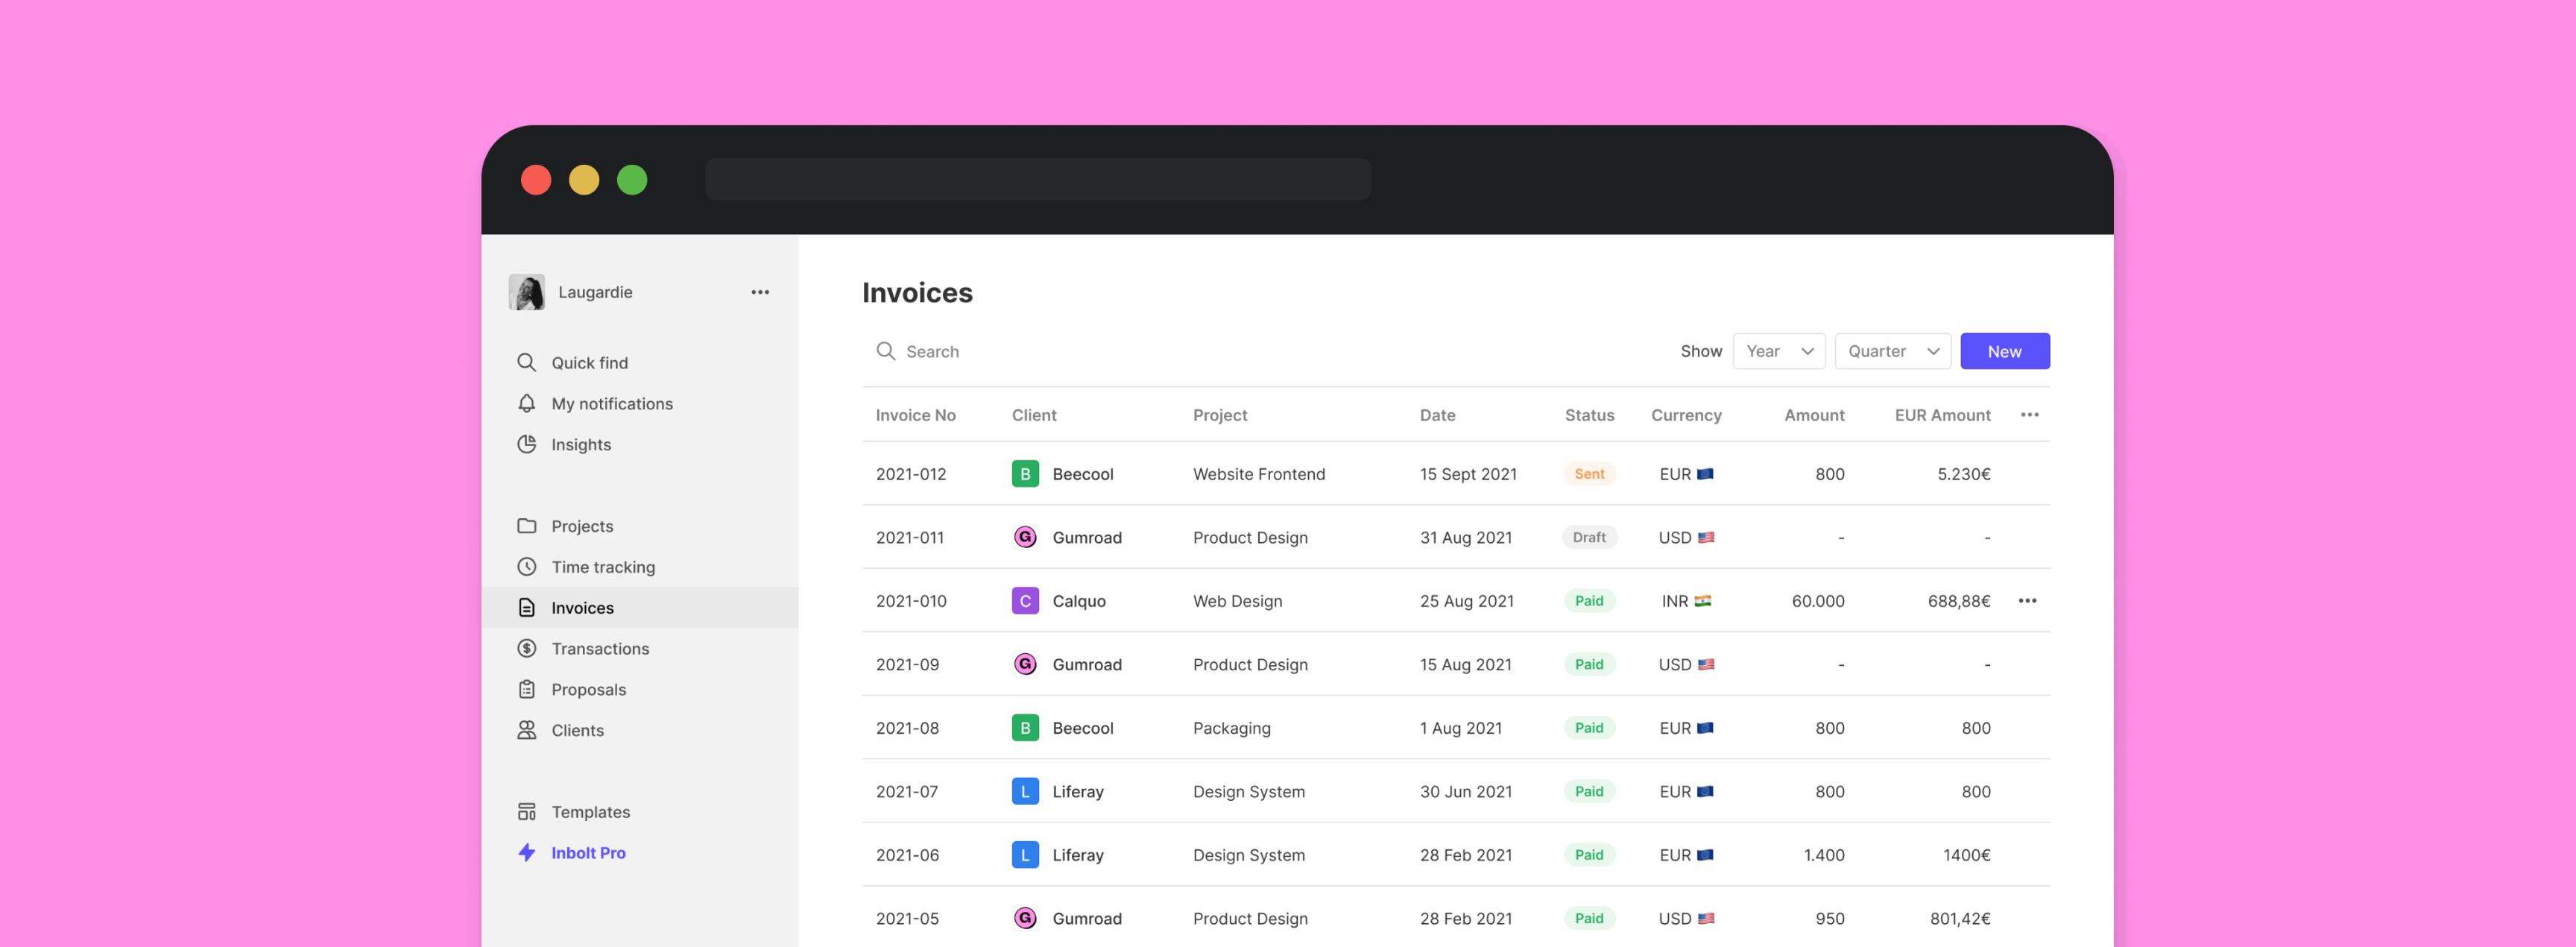 Laugardie
Quick find
My notifications
Insights
Projects
Time tracking
Invoices
Transactions
Proposals
Clients
Templates
Inbolt Pro
Invoices
Search Show Year Quarter New
Invoice No Client Project Date Status Currency Amount EUR Amount
2021-012 B Beecool Website Frontend 15 Sept 2021 Sent EUR 800 5.230€
2021-011 G Gumroad Product Design 31 Aug 2021 Draft USD - -
2021-010 C Calquo Web Design 25 Aug 2021 Paid INR 60.000 688,88€
2021-09 G Gumroad Product Design 15 Aug 2021 Paid USD - -
2021-08 B Beecool Packaging 1 Aug 2021 Paid EUR 800 800
2021-07 L Liferay Design System 30 Jun 2021 Paid EUR 800 800
2021-06 L Liferay Design System 28 Feb 2021 Paid EUR 1.400 1400€
2021-05 G Gumroad Product Design 28 Feb 2021 Paid USD 950 801,42€